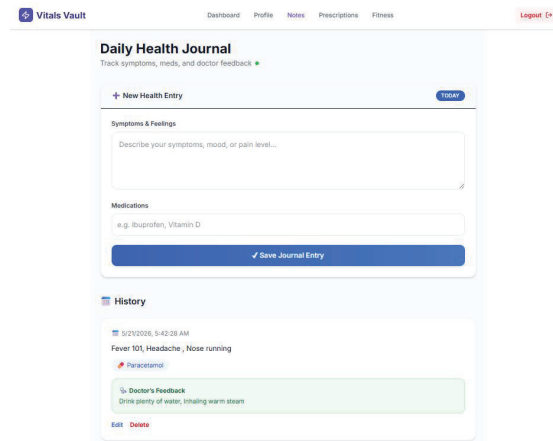 Vitals Vault
Dashboard Profile Notes Prescriptions Fitness
Logout
Daily Health Journal
Track symptoms, meds, and doctor feedback
New Health Entry
TODAY
Symptoms & Feelings
Describe your symptoms, mood, or pain level...
Medications
e.g. Ibuprofen, Vitamin D
✓ Save Journal Entry
History
5/21/2026, 5:42:28 AM
Fever 101, Headache , Nose running
Paracetamol
Doctor's Feedback
Drink plenty of water, Inhaling warm steam
Edit Delete